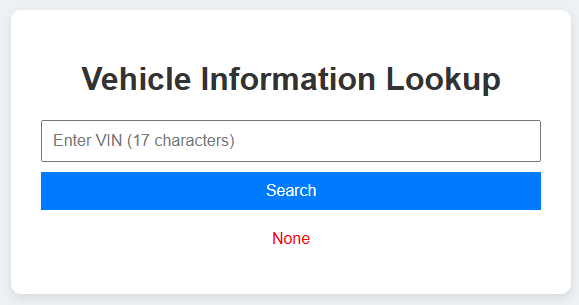 Vehicle Information Lookup
Enter VIN (17 characters)
Search
None